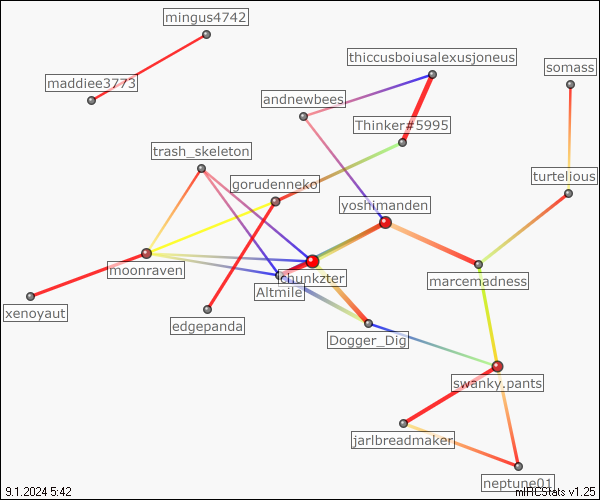 mingus4742
thiccusboiusalexusjoneus
somass
maddiee3773
andnewbees
Thinker#5995
trash_skeleton
turtelious
gorudenneko
yoshimanden
moonraven
chunkzter
marcemadness
Altmile
xenoyaut
edgepanda
Dogger_Dig
swanky.pants
jarlbreadmaker
neptune01
9.1.2024 5:42
mIRCStats v1.25